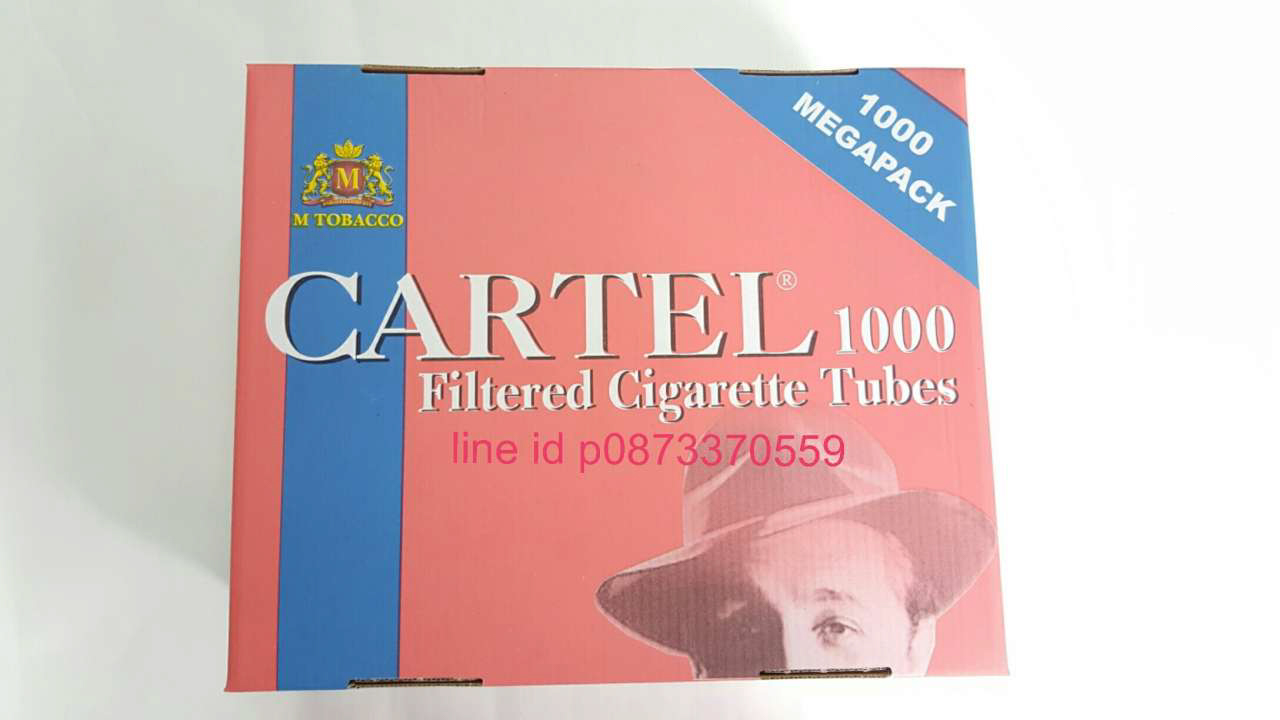 1000
MEGAPACK
M
M TOBACCO
CARTEL® 1000
Filtered Cigarette Tubes
line id p0873370559